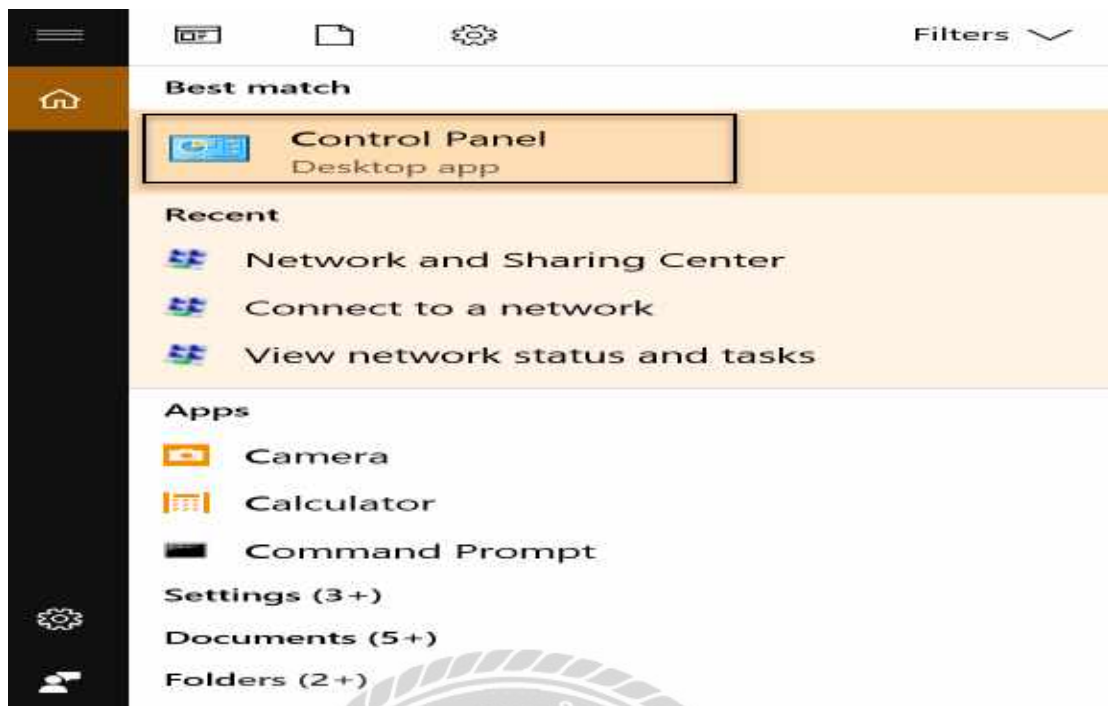 Filters
Best match
Control Panel
Desktop app
Recent
Network and Sharing Center
Connect to a network
View network status and tasks
Apps
Camera
Calculator
Command Prompt
Settings (3+)
Documents (5+)
Folders (2+)